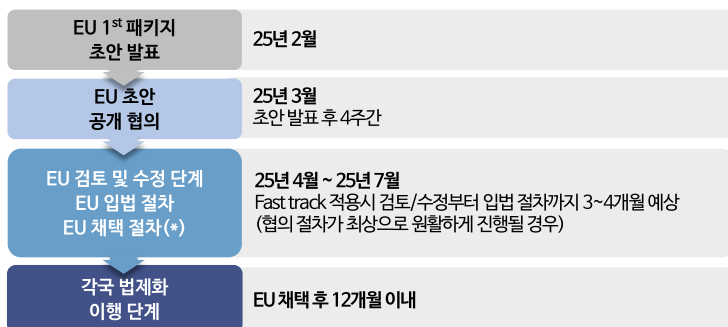 EU 1st 패키지
초안 발표
25년 2월
EU 초안
공개 협의
25년 3월
초안 발표 후 4주간
EU 검토 및 수정 단계
EU 입법 절차
EU 채택 절차(*)
25년 4월 ~ 25년 7월
Fast track 적용시 검토/수정부터 입법 절차까지 3~4개월 예상
(협의 절차가 최상으로 원활하게 진행될 경우)
각국 법제화
이행 단계
EU 채택 후 12개월 이내